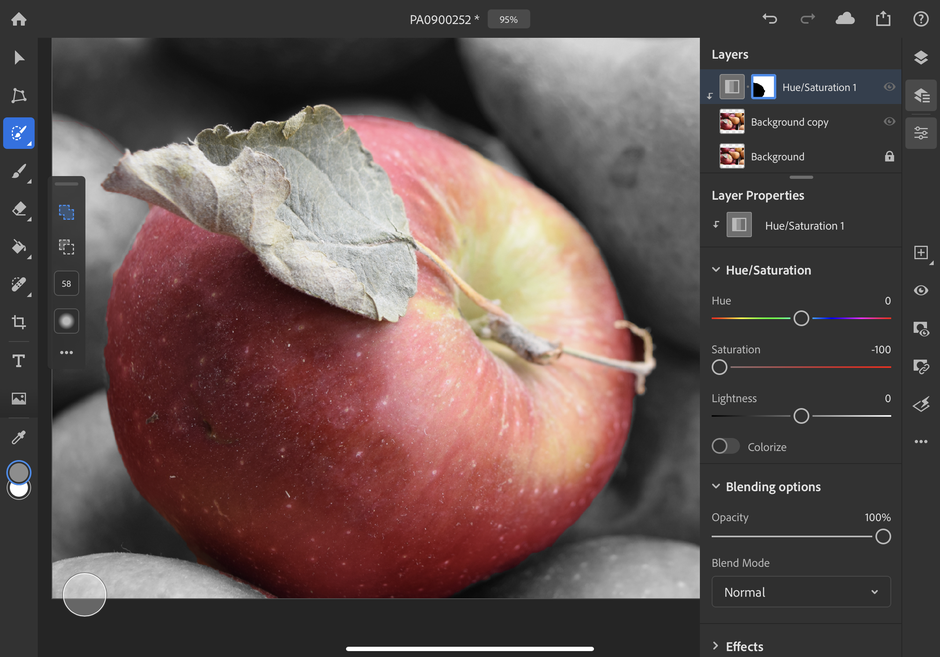 PA0900252 *
95%
Layers
Hue/Saturation 1
Background copy
Background
Layer Properties
Hue/Saturation 1
Hue/Saturation
Hue 0
Saturation -100
Lightness 0
Colorize
Blending options
Opacity 100%
Blend Mode
Normal
Effects
58
T
?